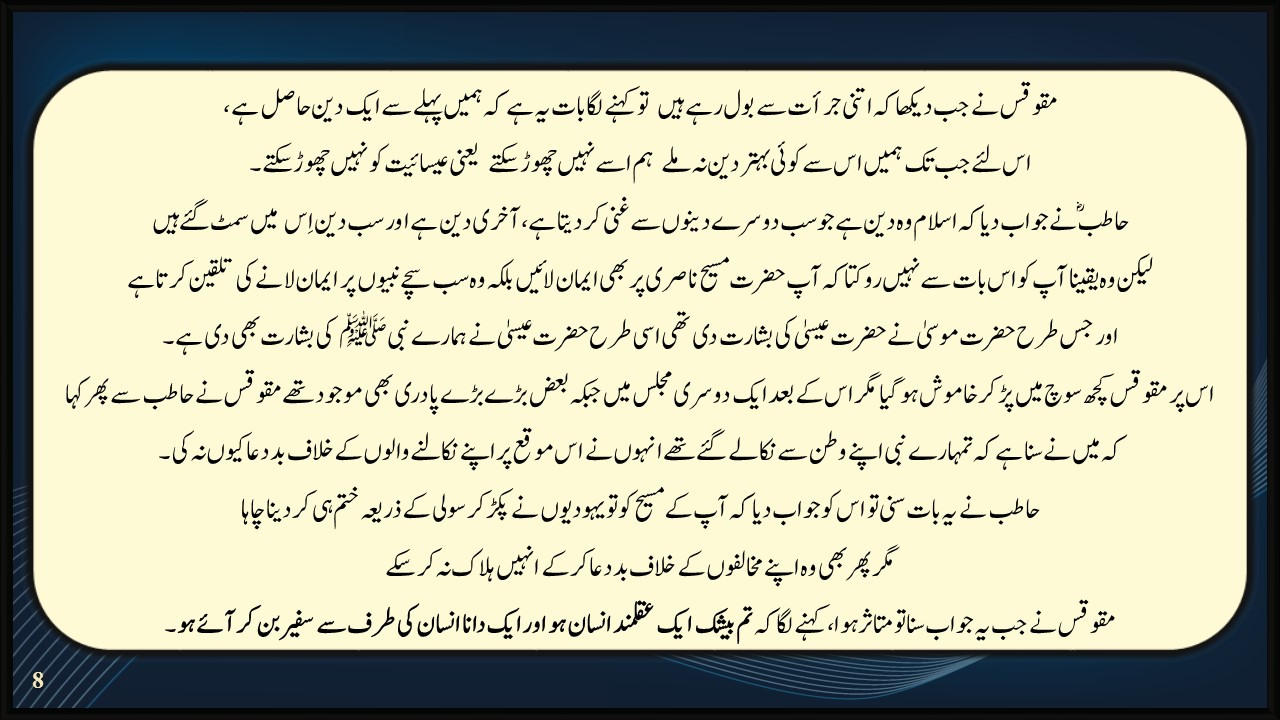 مقوقس نے جب دیکھا کہ اتنی جرأت سے بول رہے ہیں تو کہنے لگا بات یہ ہے کہ ہمیں پہلے سے ایک دین حاصل ہے،
اس لئے جب تک ہمیں اس سے کوئی بہتر دین نہ ملے ہم اسے نہیں چھوڑ سکتے یعنی عیسائیت کو نہیں چھوڑ سکتے۔
حاطبؓ نے جواب دیا کہ اسلام وہ دین ہے جو سب دوسرے دینوں سے غنی کر دیتا ہے، آخری دین ہے اور سب دین اِس میں سمٹ گئے ہیں
لیکن وہ یقینا آپ کو اس بات سے نہیں روکتا کہ آپ حضرت مسیح ناصری پر بھی ایمان لائیں بلکہ وہ سب سچے نبیوں پر ایمان لانے کی تلقین کرتا ہے
اور جس طرح حضرت موسیٰ نے حضرت عیسیٰ کی بشارت دی تھی اسی طرح حضرت عیسیٰ نے ہمارے نبی ﷺ کی بشارت بھی دی ہے۔
اس پر مقوقس کچھ سوچ میں پڑ کر خاموش ہو گیا مگر اس کے بعد ایک دوسری مجلس میں جبکہ بعض بڑے بڑے پادری بھی موجود تھے مقوقس نے حاطب سے پھر کہا
کہ میں نے سنا ہے کہ تمہارے نبی اپنے وطن سے نکالے گئے تھے انہوں نے اس موقع پر اپنے نکالنے والوں کے خلاف بد دعا کیوں نہ کی۔
حاطب نے یہ بات سنی تو اس کو جواب دیا کہ آپ کے مسیح کو تو یہودیوں نے پکڑ کر سولی کے ذریعہ ختم ہی کر دینا چاہا
مگر پھر بھی وہ اپنے مخالفوں کے خلاف بد دعا کر کے انہیں ہلاک نہ کر سکے
مقوقس نے جب یہ جواب سنا تو متاثر ہوا، کہنے لگا کہ تم بیشک ایک عقلمند انسان ہو اور ایک دانا انسان کی طرف سے سفیر بن کر آئے ہو۔
8